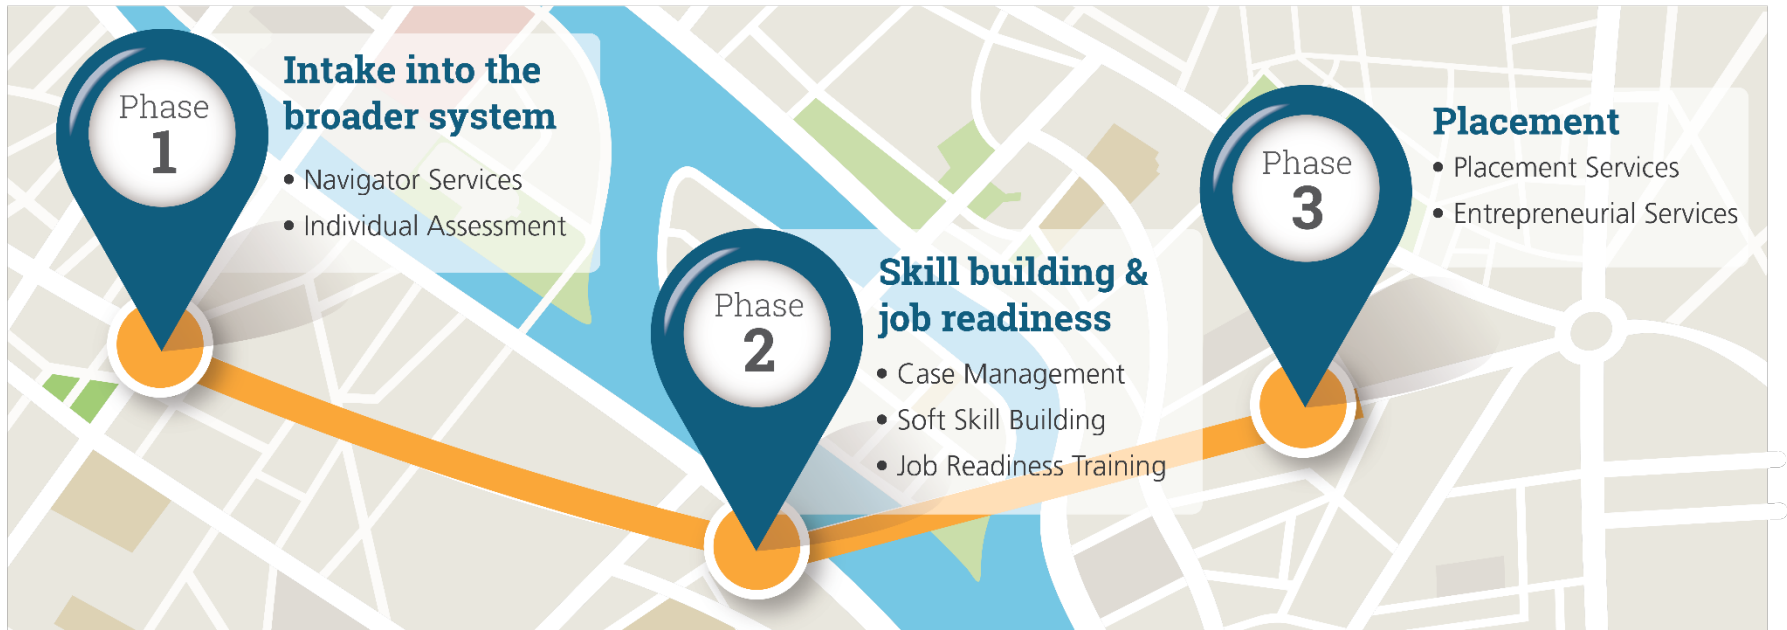 Phase
1
Intake into the
broader system
• Navigator Services
• Individual Assessment
Phase
2
Skill building &
job readiness
• Case Management
• Soft Skill Building
• Job Readiness Training
Phase
3
Placement
• Placement Services
• Entrepreneurial Services